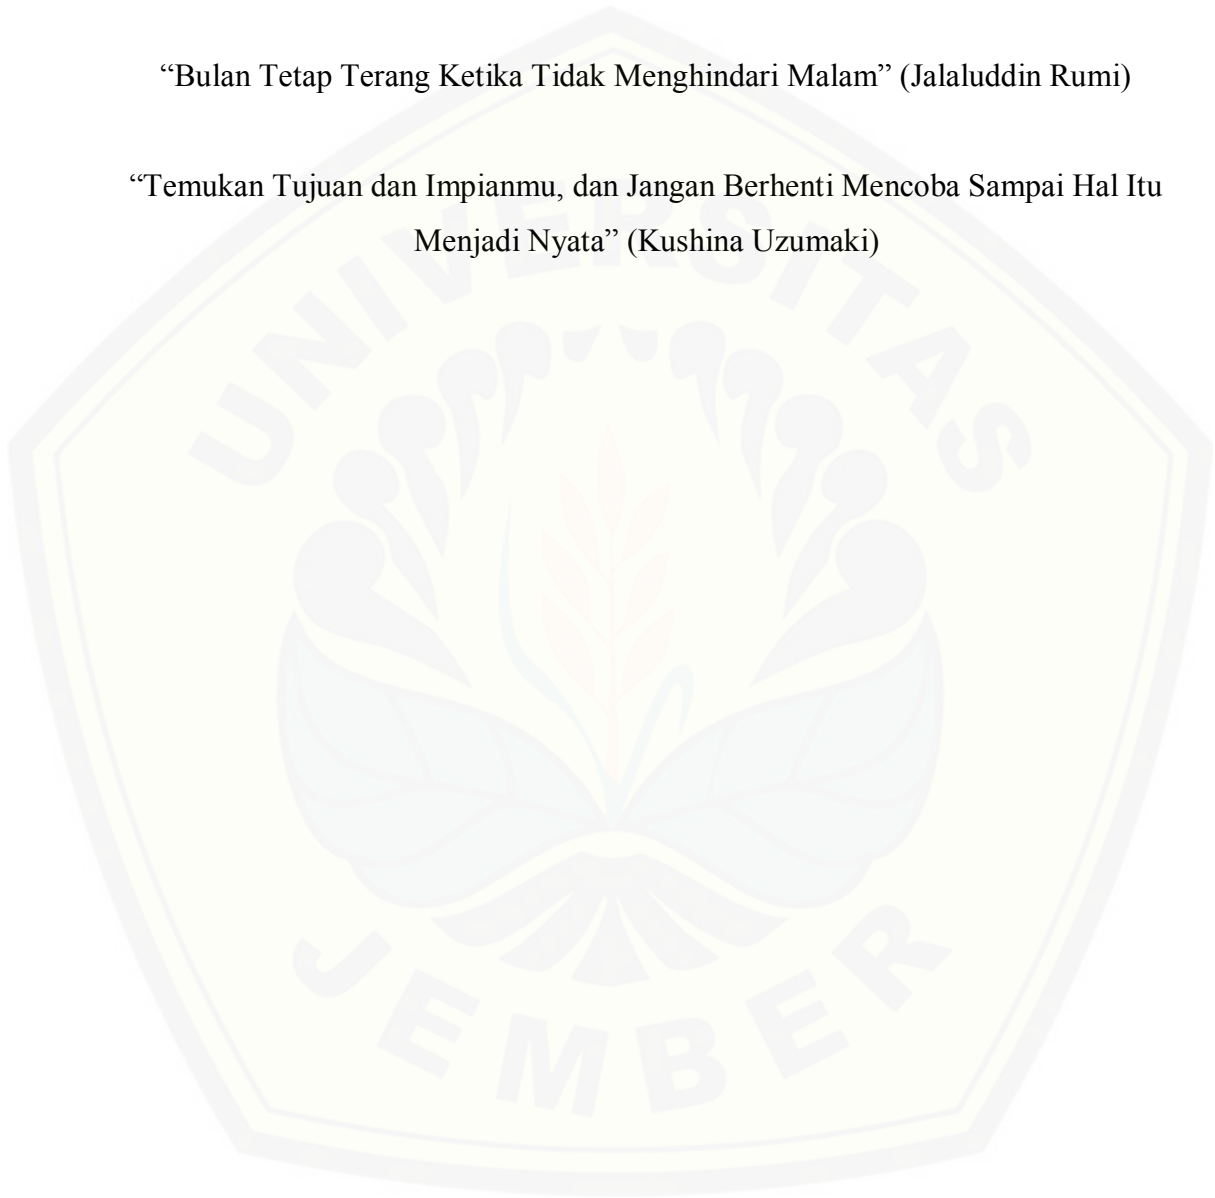 “Bulan Tetap Terang Ketika Tidak Menghindari Malam” (Jalaluddin Rumi)
“Temukan Tujuan dan Impianmu, dan Jangan Berhenti Mencoba Sampai Hal Itu
Menjadi Nyata” (Kushina Uzumaki)
UNIVERSITAS
JEMBER